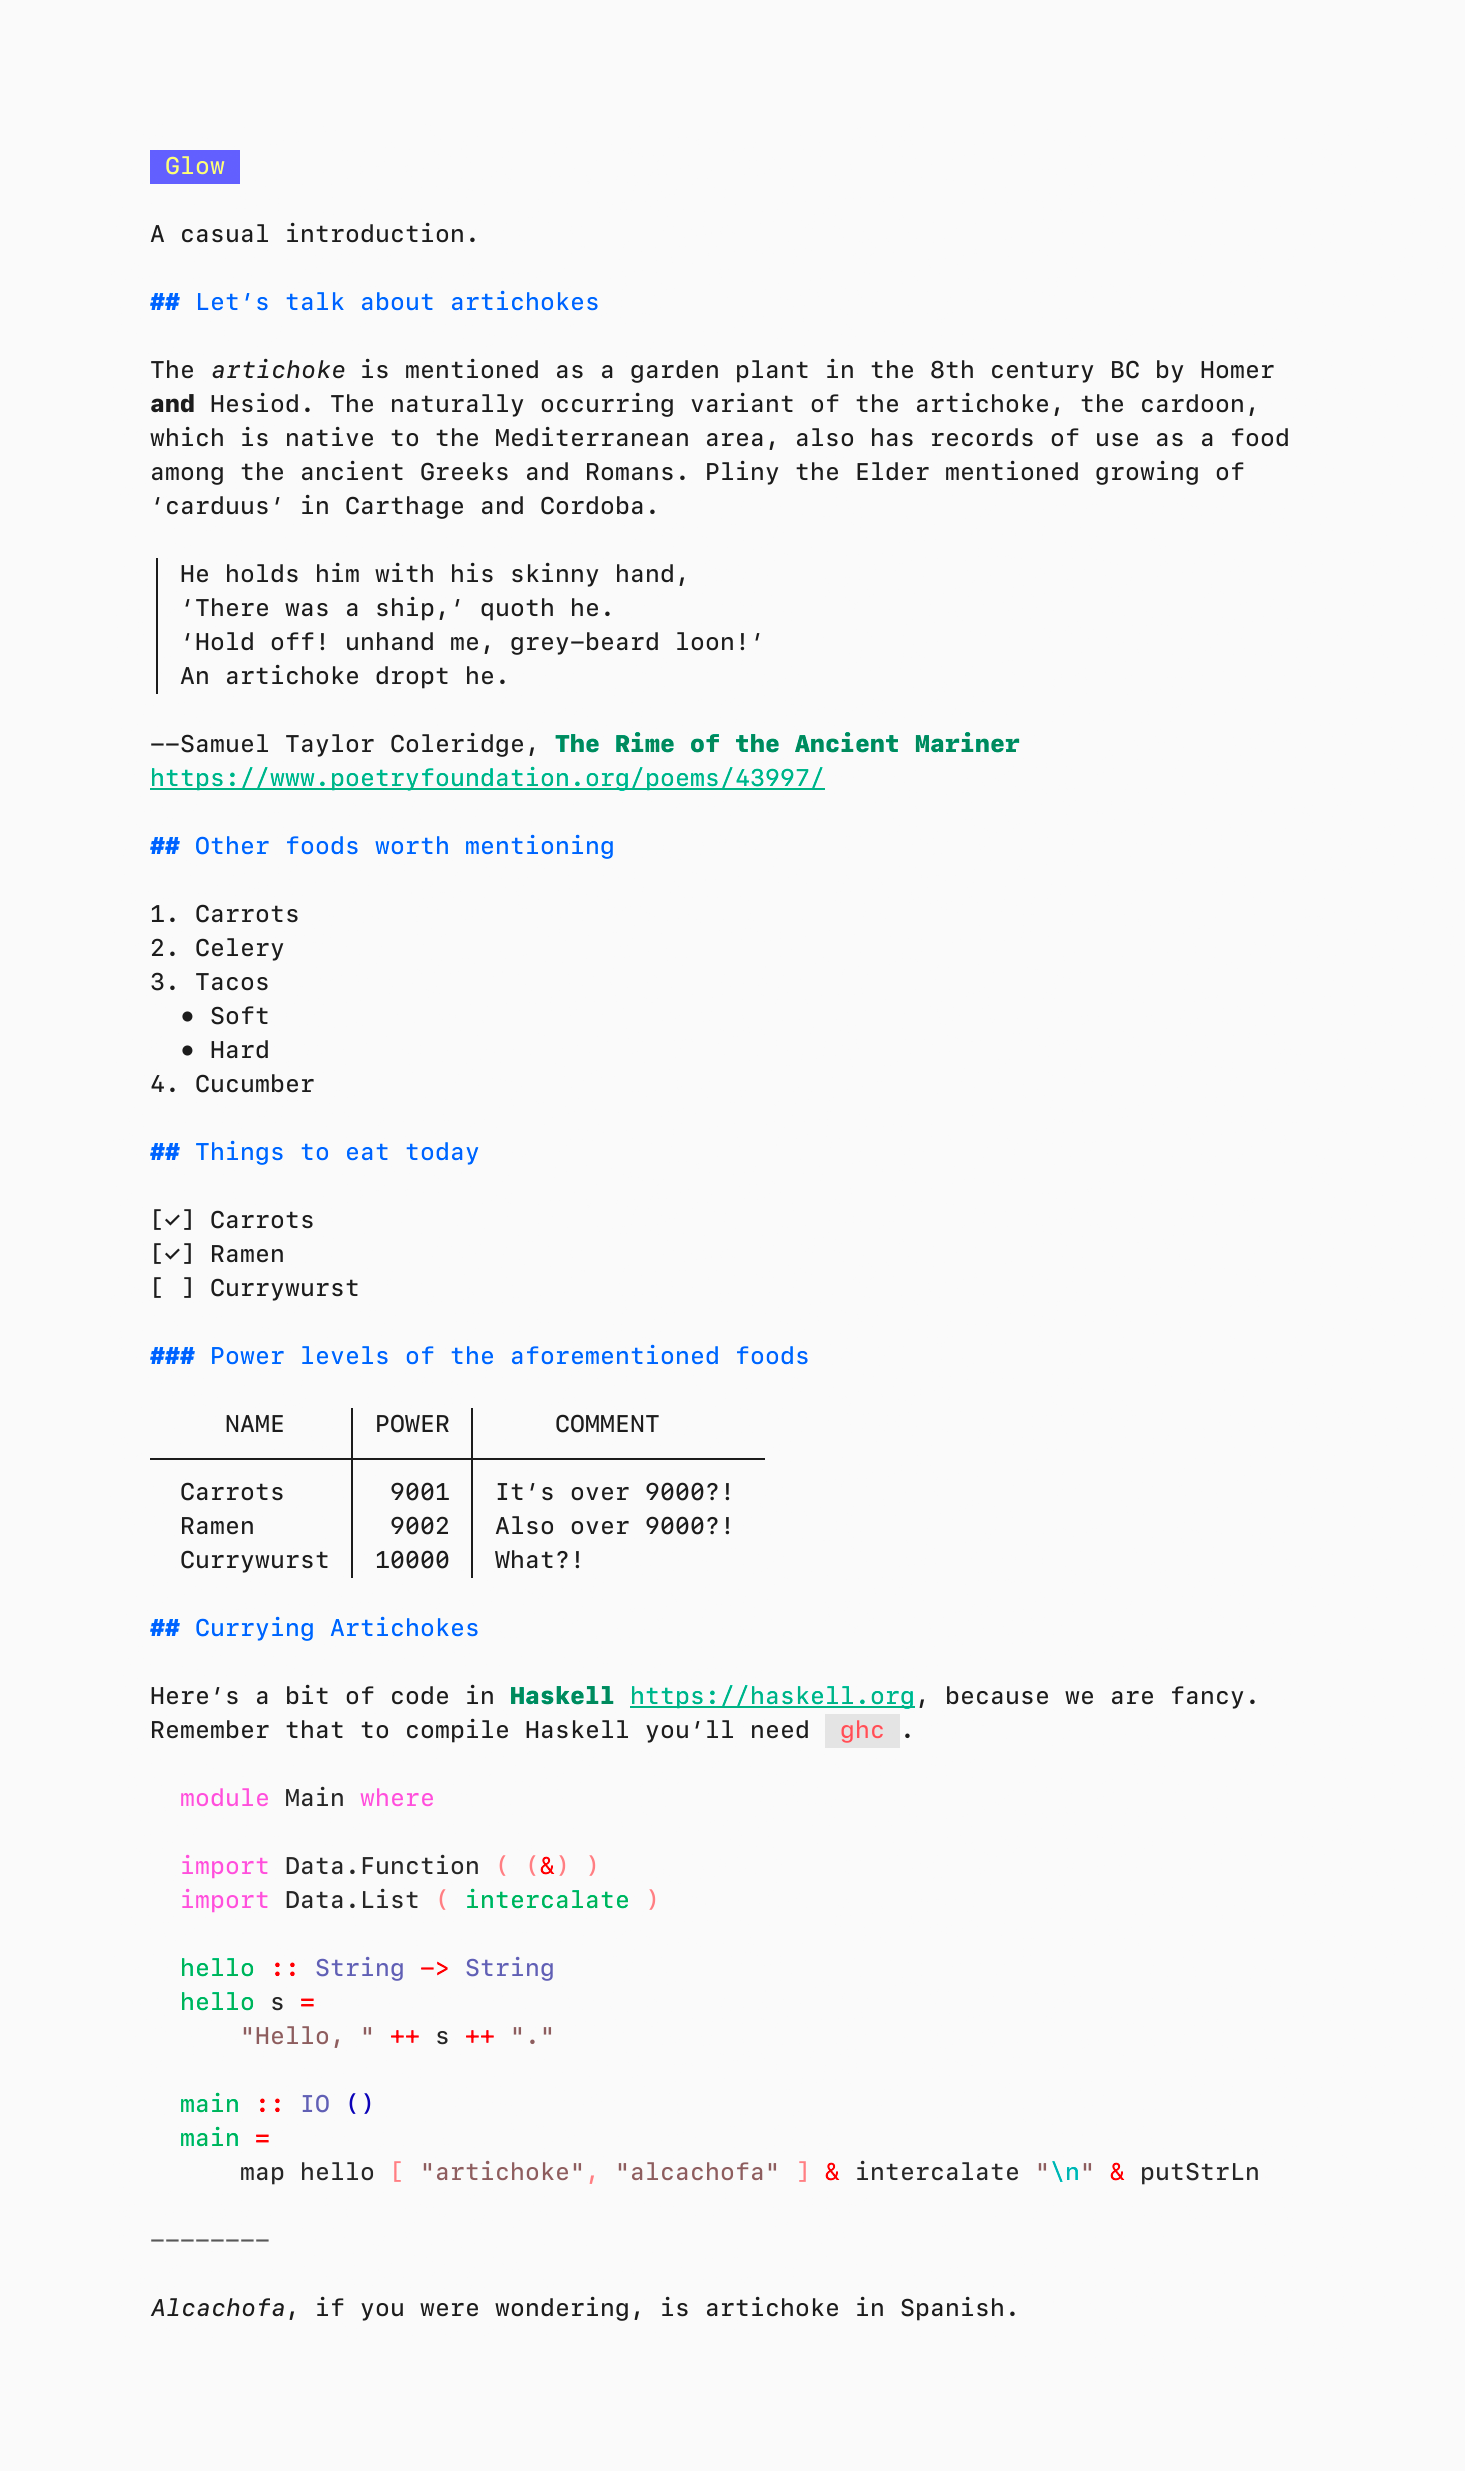 Glow
A casual introduction.
## Let's talk about artichokes
The artichoke is mentioned as a garden plant in the 8th century BC by Homer
and Hesiod. The naturally occurring variant of the artichoke, the cardoon,
which is native to the Mediterranean area, also has records of use as a food
among the ancient Greeks and Romans. Pliny the Elder mentioned growing of
'carduus' in Carthage and Cordoba.
He holds him with his skinny hand,
'There was a ship,' quoth he.
'Hold off! unhand me, grey-beard loon!'
An artichoke dropt he.
--Samuel Taylor Coleridge, The Rime of the Ancient Mariner
https://www.poetryfoundation.org/poems/43997/
## Other foods worth mentioning
1. Carrots
2. Celery
3. Tacos
• Soft
• Hard
4. Cucumber
## Things to eat today
[✓] Carrots
[✓] Ramen
[ ] Currywurst
### Power levels of the aforementioned foods
NAME │ POWER │ COMMENT
Carrots │ 9001 │ It's over 9000?!
Ramen │ 9002 │ Also over 9000?!
Currywurst │ 10000 │ What?!
## Currying Artichokes
Here's a bit of code in Haskell https://haskell.org, because we are fancy.
Remember that to compile Haskell you'll need ghc .
module Main where
import Data.Function ( (&) )
import Data.List ( intercalate )
hello :: String -> String
hello s =
"Hello, " ++ s ++ "."
main :: IO ()
main =
map hello [ "artichoke", "alcachofa" ] & intercalate "\n" & putStrLn
--------
Alcachofa, if you were wondering, is artichoke in Spanish.